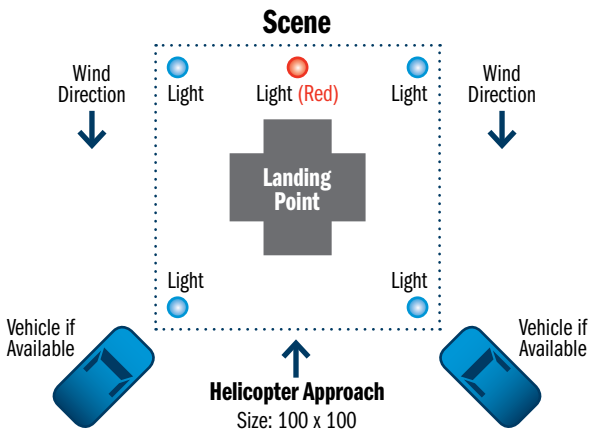 Scene
Wind
Direction
Light
Light (Red)
Light
Wind
Direction
Landing
Point
Light
Light
Vehicle if
Available
Vehicle if
Available
Helicopter Approach
Size: 100 x 100